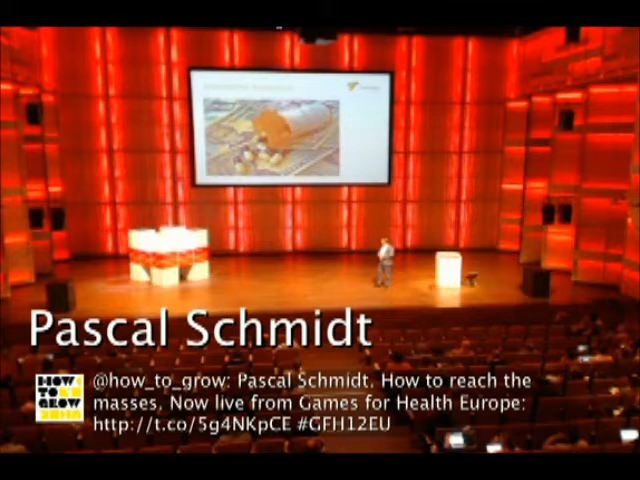 Pascal Schmidt
HOW
TO
GROW
@how_to_grow: Pascal Schmidt. How to reach the
masses. Now live from Games for Health Europe:
http://t.co/5g4NKpCE #GFH12EU